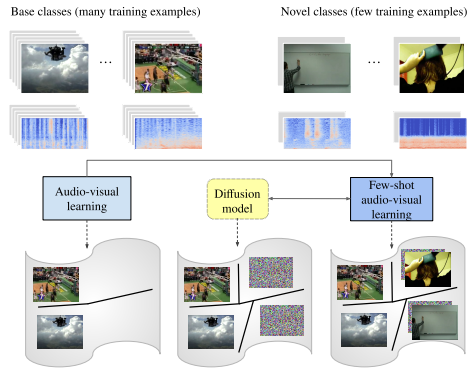 Base classes (many training examples)
Novel classes (few training examples)
...
...
Audio-visual
learning
Diffusion
model
Few-shot
audio-visual
learning